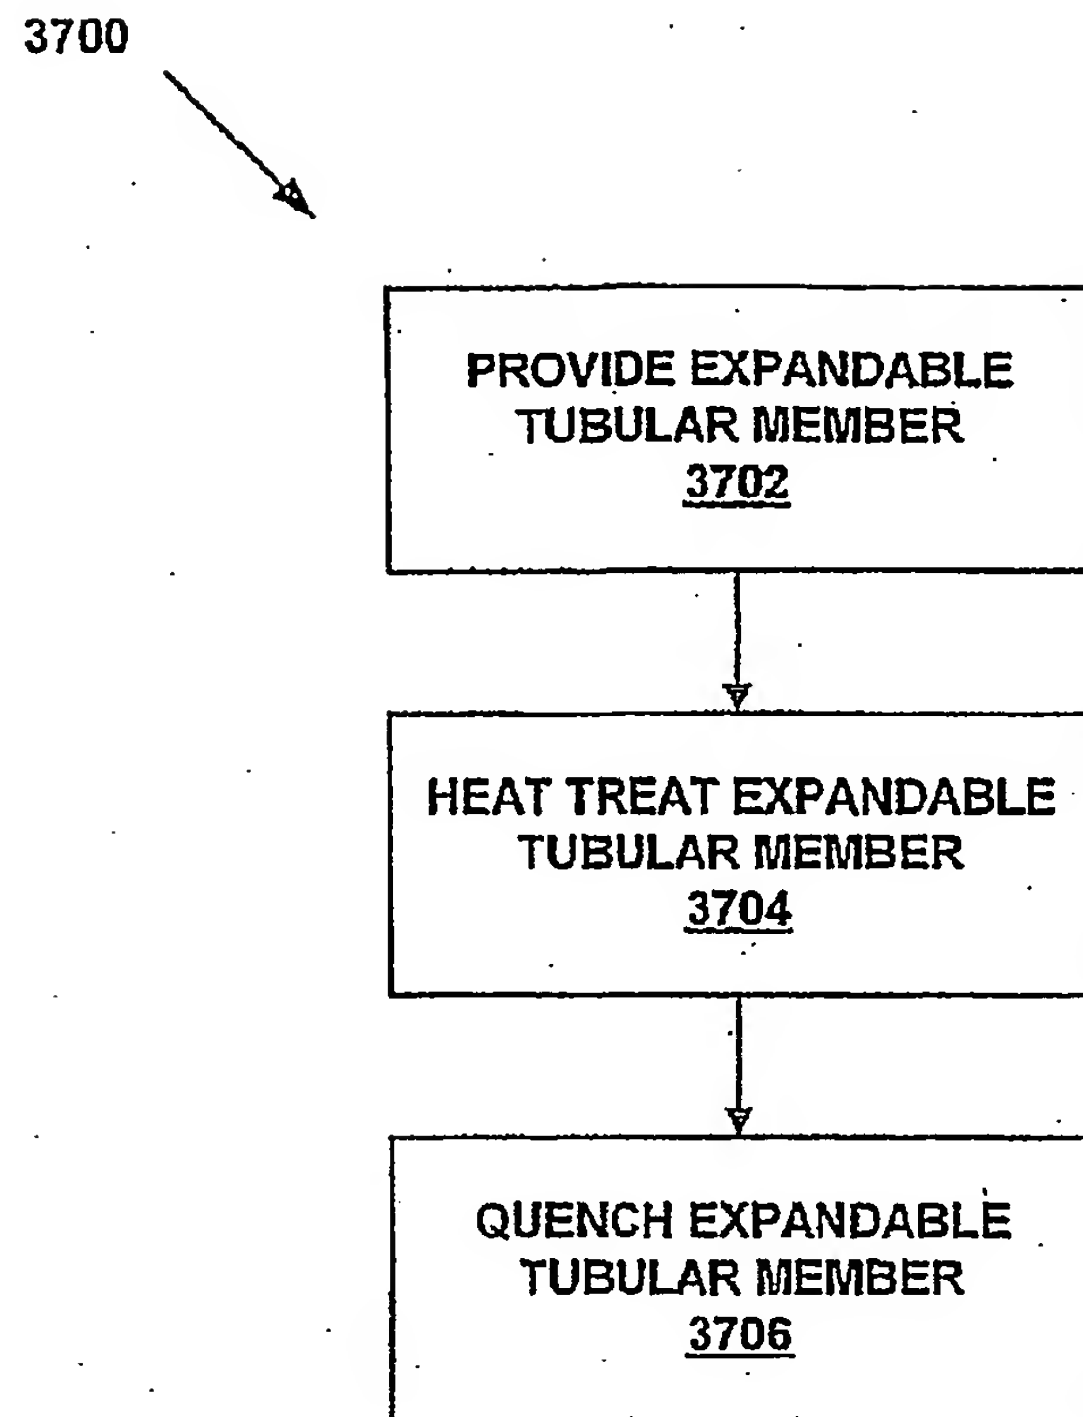 3700
PROVIDE EXPANDABLE
TUBULAR MEMBER
3702
HEAT TREAT EXPANDABLE
TUBULAR MEMBER
3704
QUENCH EXPANDABLE
TUBULAR MEMBER
3706